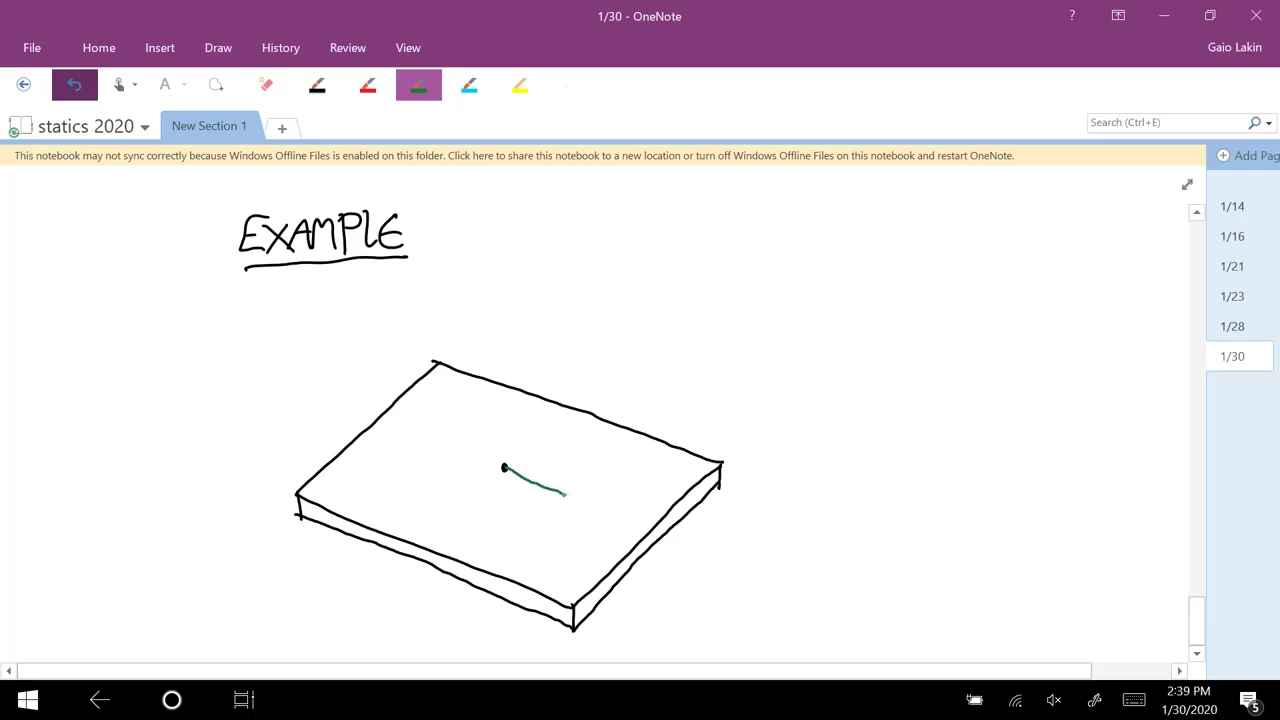 1/30 - OneNote
File Home Insert Draw History Review View Gaio Lakin
statics 2020 New Section 1 Search (Ctrl+E)
This notebook may not sync correctly because Windows Offline Files is enabled on this folder. Click here to share this notebook to a new location or turn off Windows Offline Files on this notebook and restart OneNote.
Add Pag
EXAMPLE
1/14
1/16
1/21
1/23
1/28
1/30
2:39 PM
1/30/2020
5